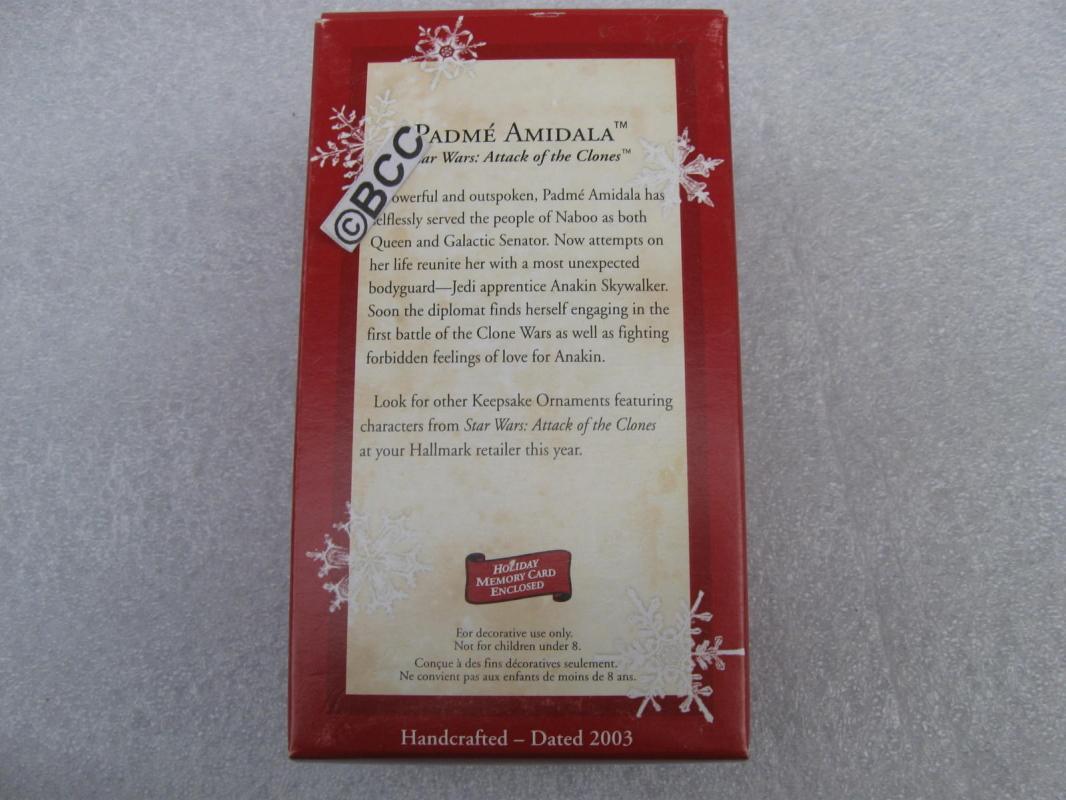 PADMÉ AMIDALA™
ar Wars: Attack of the Clones™
©BCC
owerful and outspoken, Padmé Amidala has
elflessly served the people of Naboo as both
Queen and Galactic Senator. Now attempts on
her life reunite her with a most unexpected
bodyguard—Jedi apprentice Anakin Skywalker.
Soon the diplomat finds herself engaging in the
first battle of the Clone Wars as well as fighting
forbidden feelings of love for Anakin.
Look for other Keepsake Ornaments featuring
characters from Star Wars: Attack of the Clones
at your Hallmark retailer this year.
HOLIDAY
MEMORY CARD
ENCLOSED
For decorative use only.
Not for children under 8.
Conçue à des fins décoratives seulement.
Ne convient pas aux enfants de moins de 8 ans.
Handcrafted – Dated 2003